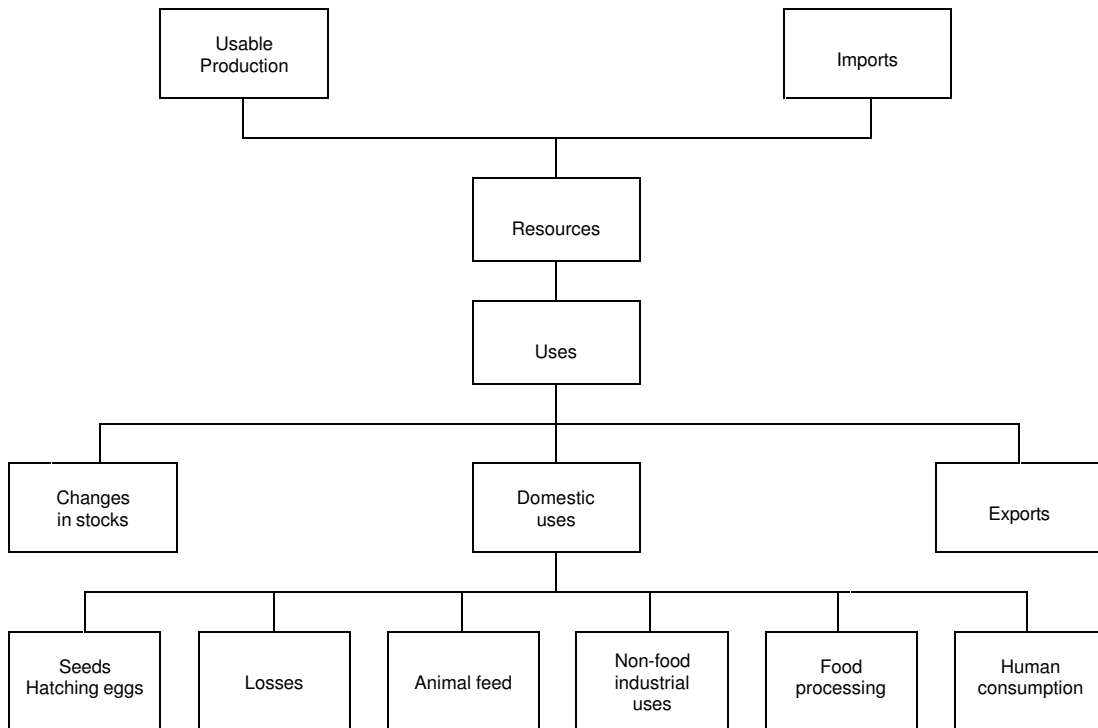 Usable
Production
Imports
Resources
Uses
Changes
in stocks
Domestic
uses
Exports
Seeds
Hatching eggs
Losses
Animal feed
Non-food
industrial
uses
Food
processing
Human
consumption